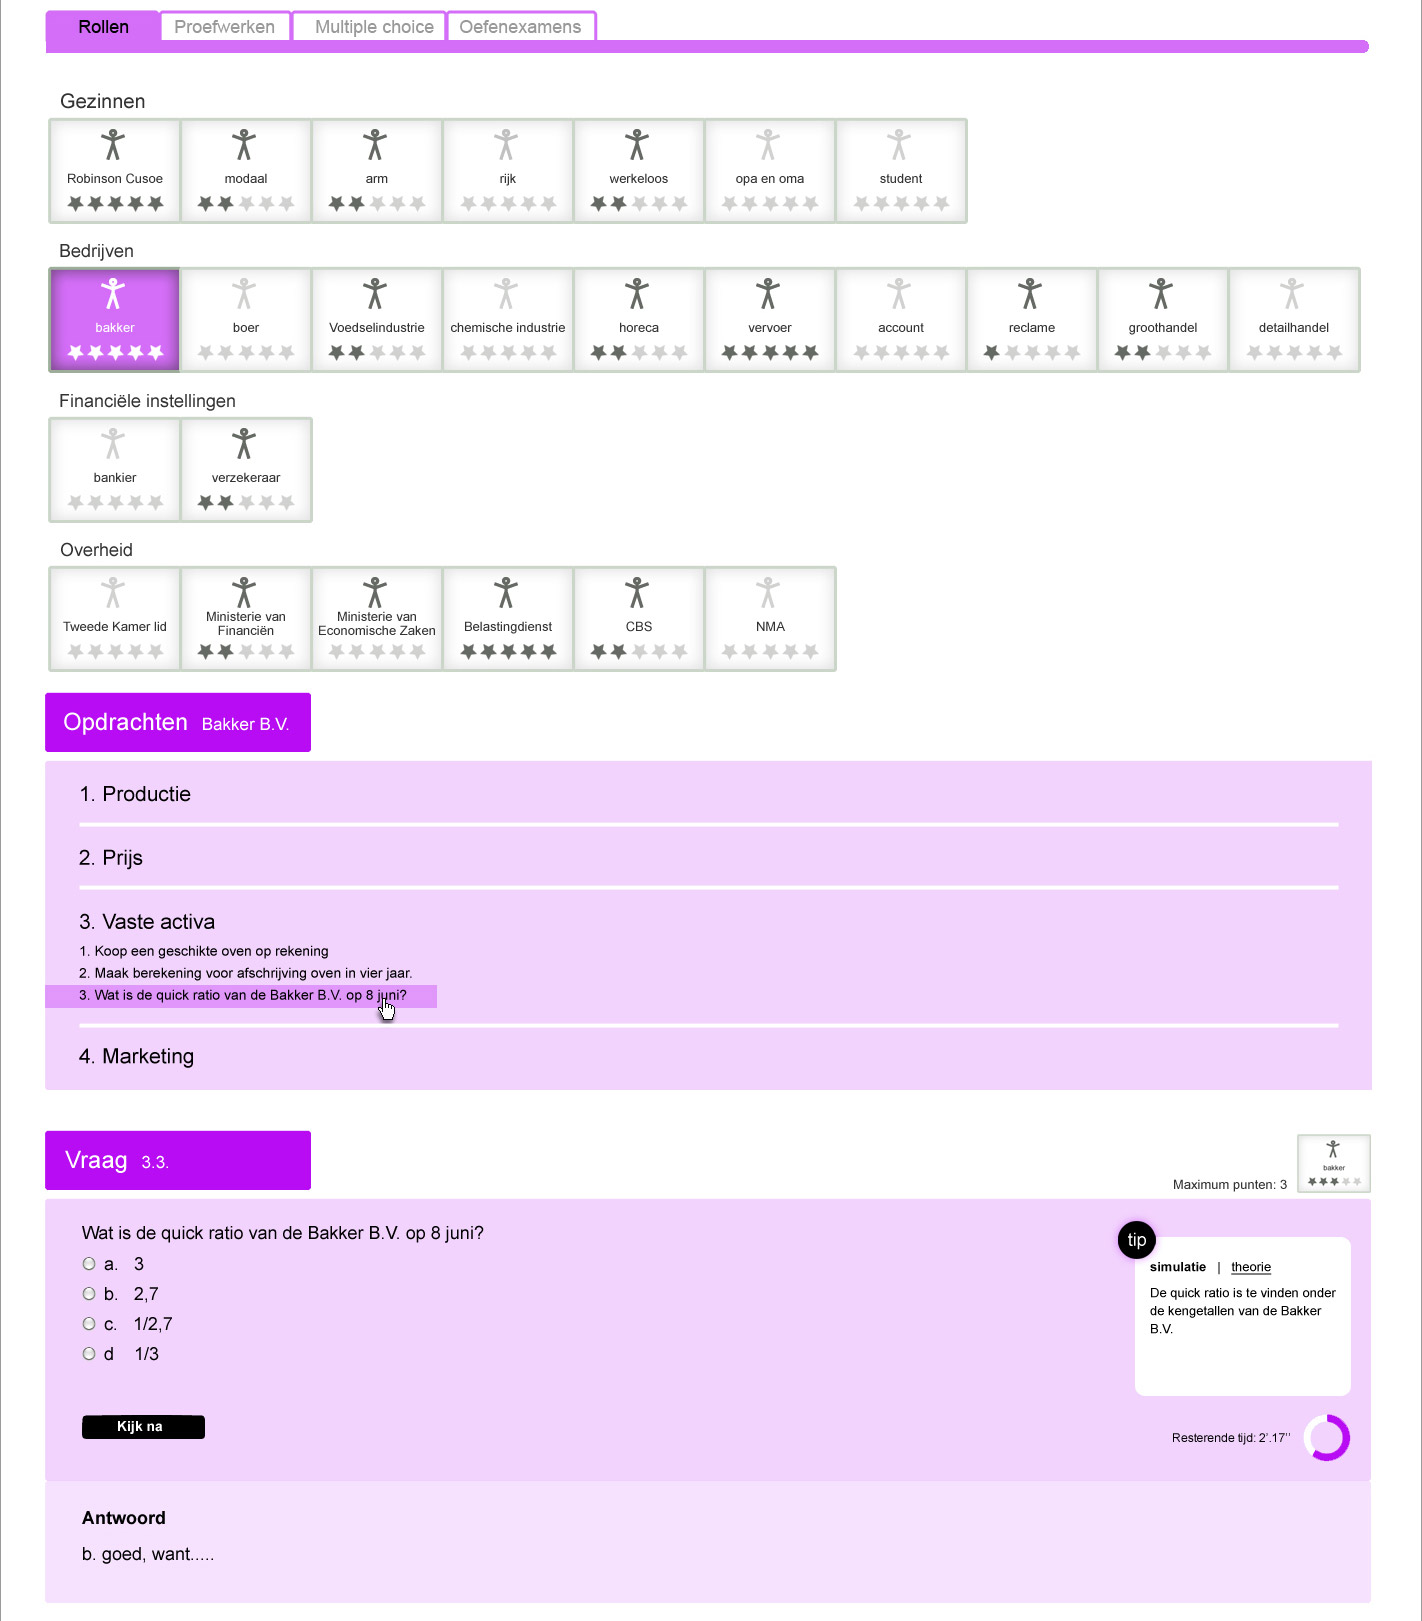 Rollen Proefwerken Multiple choice Oefenexamens
Gezinnen
Robinson Cusoe modaal arm rijk werkeloos opa en oma student
Bedrijven
bakker boer Voedselindustrie chemische industrie horeca vervoer account reclame groothandel detailhandel
Financiële instellingen
bankier verzekeraar
Overheid
Tweede Kamer lid Ministerie van Financiën Ministerie van Economische Zaken Belastingdienst CBS NMA
Opdrachten Bakker B.V.
1. Productie
2. Prijs
3. Vaste activa
1. Koop een geschikte oven op rekening
2. Maak berekening voor afschrijving oven in vier jaar.
3. Wat is de quick ratio van de Bakker B.V. op 8 juni?
4. Marketing
Vraag 3.3.
bakker
Maximum punten: 3
Wat is de quick ratio van de Bakker B.V. op 8 juni?
a. 3
b. 2,7
c. 1/2,7
d 1/3
Kijk na
tip
simulatie | theorie
De quick ratio is te vinden onder
de kengetallen van de Bakker
B.V.
Resterende tijd: 2'.17''
Antwoord
b. goed, want.....